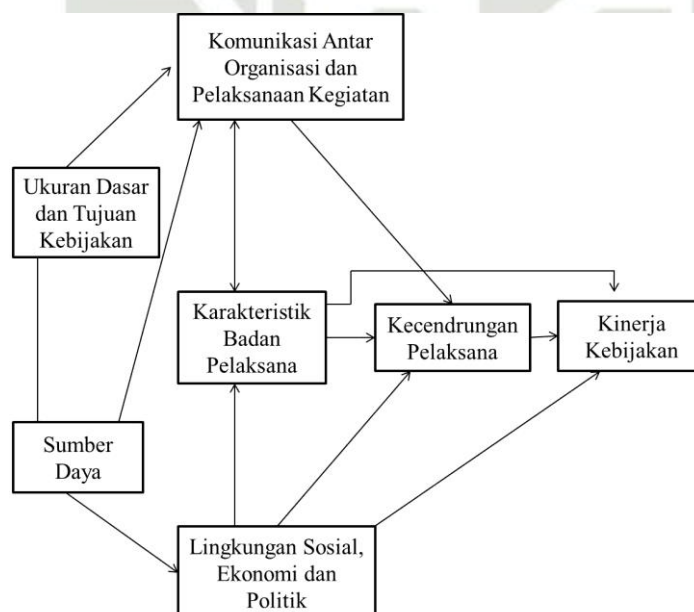 Komunikasi Antar
Organisasi dan
Pelaksanaan Kegiatan
Ukuran Dasar
dan Tujuan
Kebijakan
Karakteristik
Badan
Pelaksana
Kecendrungan
Pelaksana
Kinerja
Kebijakan
Sumber
Daya
Lingkungan Sosial,
Ekonomi dan
Politik